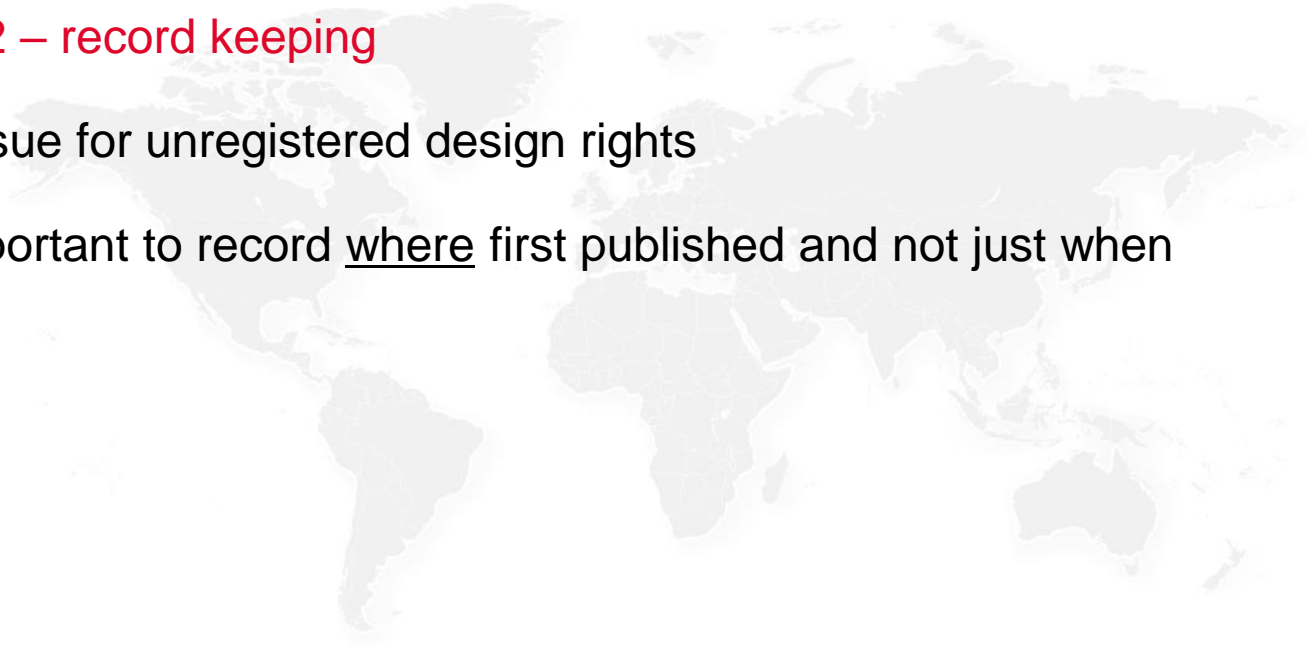 2 – record keeping
sue for unregistered design rights
portant to record where first published and not just when